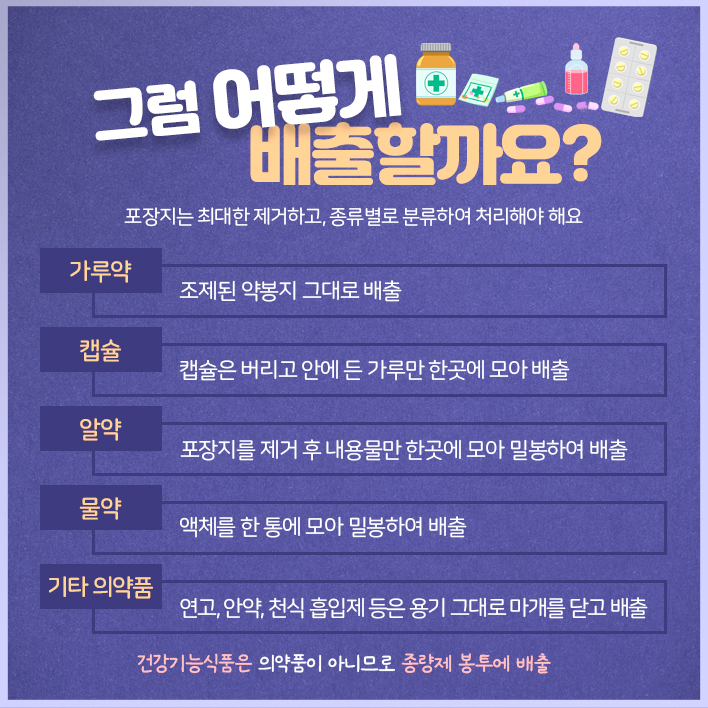 그럼 어떻게
배출할까요?
포장지는 최대한 제거하고, 종류별로 분류하여 처리해야 해요
가루약
조제된 약봉지 그대로 배출
캡슐
캡슐은 버리고 안에 든 가루만 한곳에 모아 배출
알약
포장지를 제거 후 내용물만 한곳에 모아 밀봉하여 배출
물약
액체를 한 통에 모아 밀봉하여 배출
기타 의약품
연고, 안약, 천식 흡입제 등은 용기 그대로 마개를 닫고 배출
건강기능식품은 의약품이 아니므로 종량제 봉투에 배출